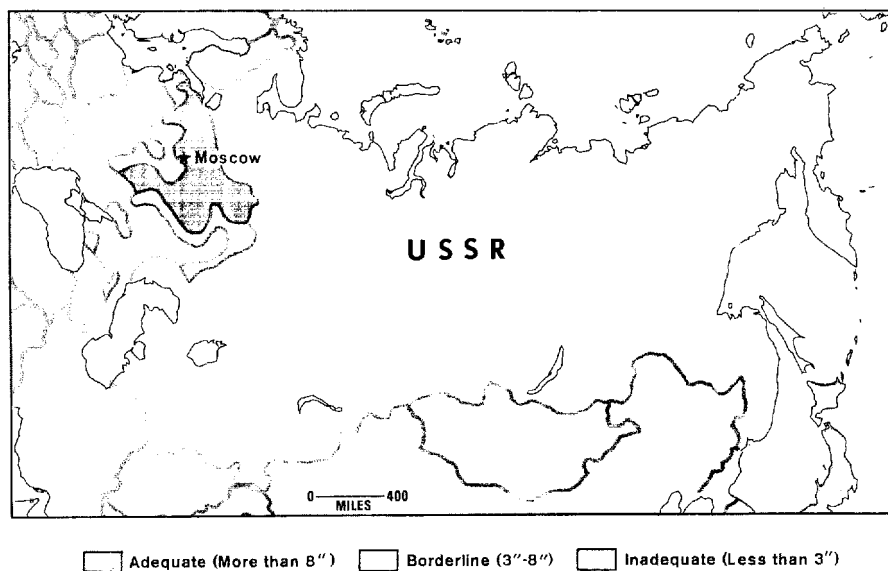 Moscow
USSR
0 400
MILES
Adequate (More than 8") Borderline (3"-8") Inadequate (Less than 3")